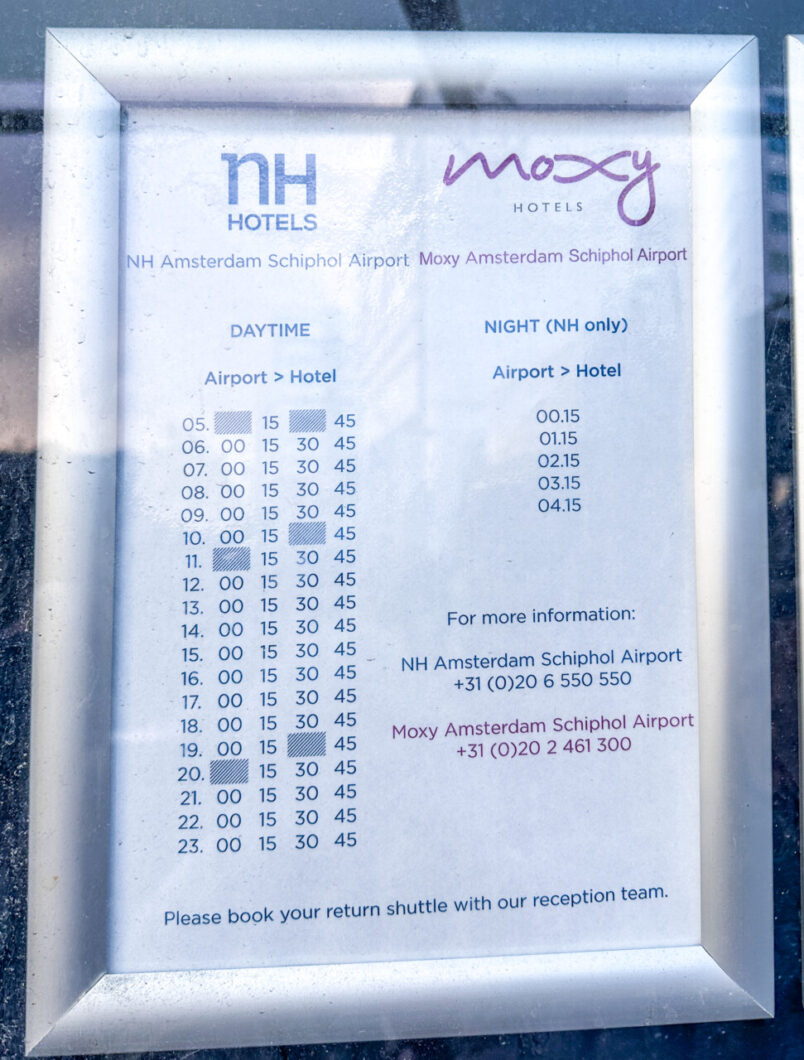 nH
HOTELS
moxy
HOTELS
NH Amsterdam Schiphol Airport
Moxy Amsterdam Schiphol Airport
DAYTIME
Airport > Hotel
05. 15 45
06. 00 15 30 45
07. 00 15 30 45
08. 00 15 30 45
09. 00 15 30 45
10. 00 15 45
11. 15 30 45
12. 00 15 30 45
13. 00 15 30 45
14. 00 15 30 45
15. 00 15 30 45
16. 00 15 30 45
17. 00 15 30 45
18. 00 15 30 45
19. 00 15 45
20. 15 30 45
21. 00 15 30 45
22. 00 15 30 45
23. 00 15 30 45
NIGHT (NH only)
Airport > Hotel
00.15
01.15
02.15
03.15
04.15
For more information:
NH Amsterdam Schiphol Airport
+31 (0)20 6 550 550
Moxy Amsterdam Schiphol Airport
+31 (0)20 2 461 300
Please book your return shuttle with our reception team.